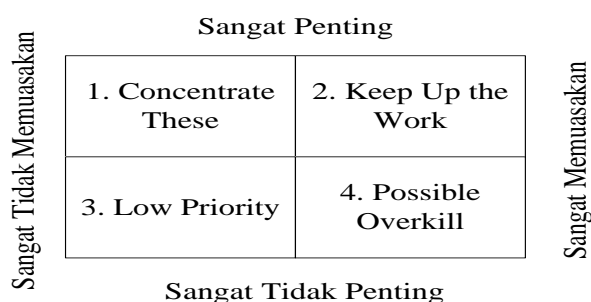 Sangat Penting
Sangat Tidak Memuasakan
1. Concentrate
These
2. Keep Up the
Work
Sangat Memuasakan
3. Low Priority
4. Possible
Overkill
Sangat Tidak Penting